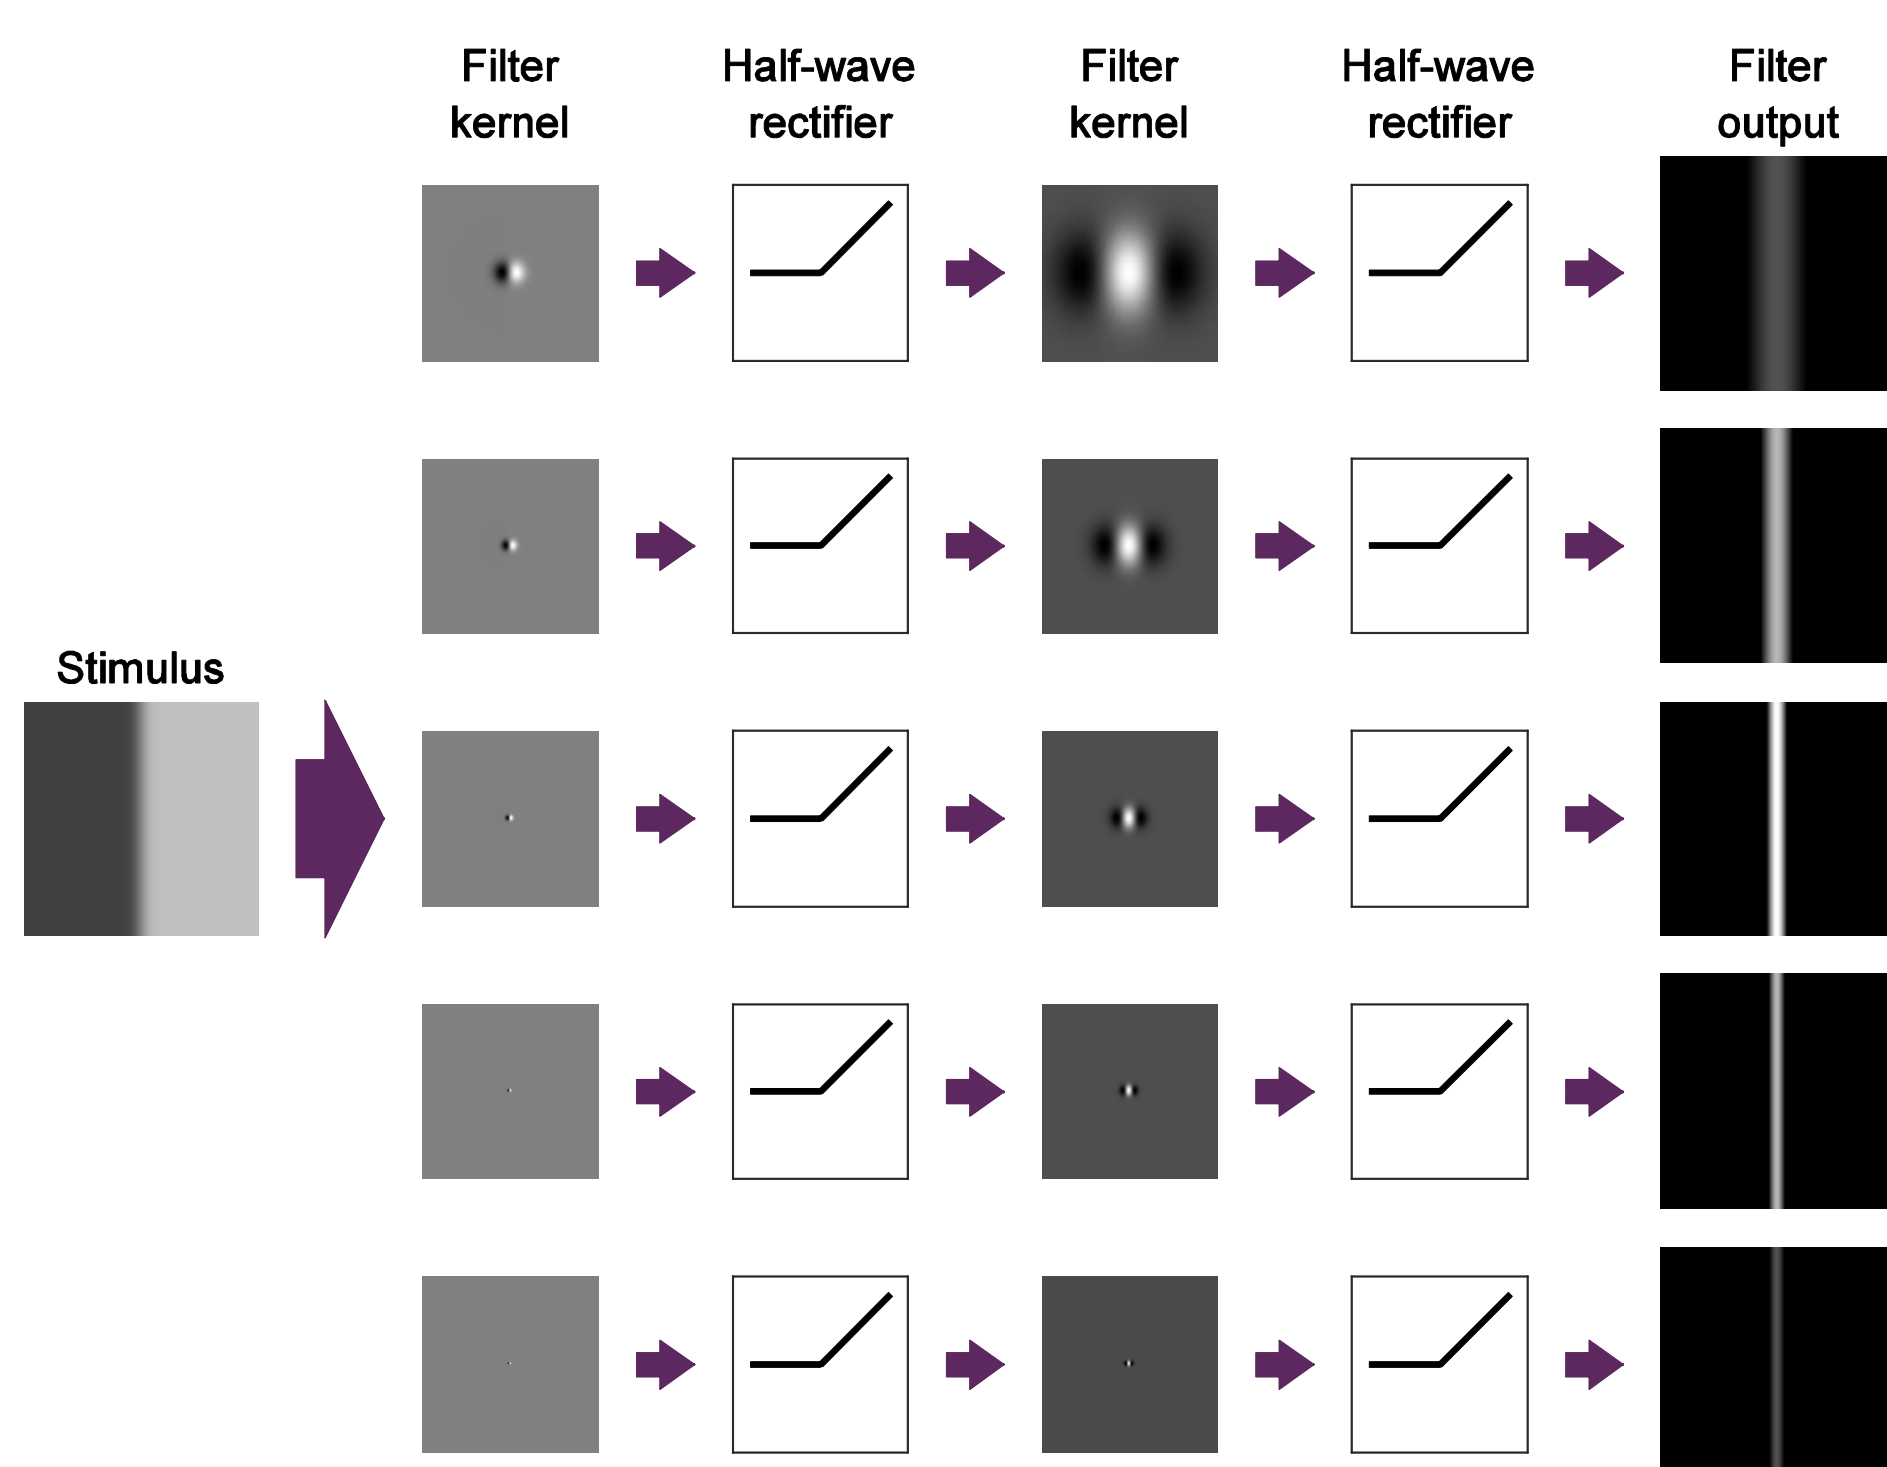 Filter
kernel
Half-wave
rectifier
Filter
kernel
Half-wave
rectifier
Filter
output
Stimulus